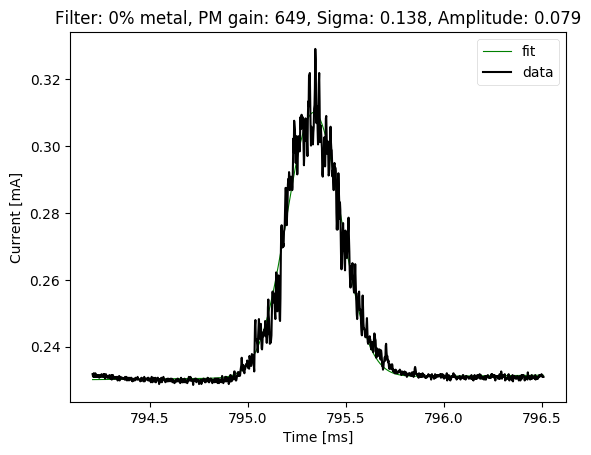 Filter: 0% metal, PM gain: 649, Sigma: 0.138, Amplitude: 0.079
fit
data
0.32
0.30
0.28
0.26
0.24
Current [mA]
794.5
795.0
795.5
796.0
796.5
Time [ms]